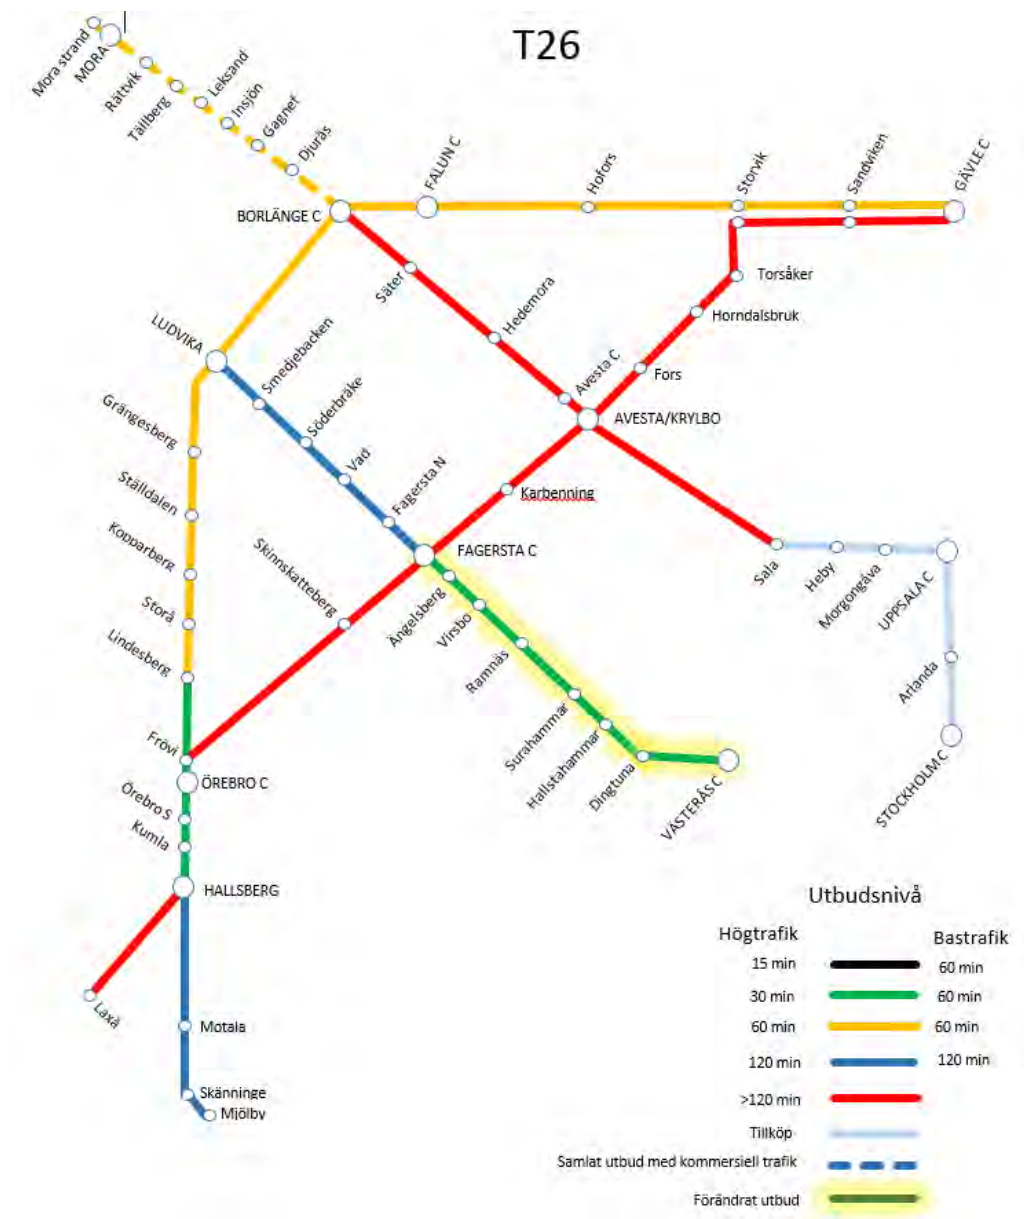 T26
Mora strand
MORA
Rättvik
Tällberg
Leksand
Insjön
Gagnef
Djurås
BORLÄNGE C
FALUN C
Hofors
Storvik
Sandviken
GÄVLE C
Säter
Hedemora
Avesta C
AVESTA/KRYLBO
Torsåker
Horndalsbruk
Fors
LUDVIKA
Smedjebacken
Söderbräke
Vad
Fagersta N
FAGERSTA C
Karbenning
Skinnskatteberg
Grängesberg
Ställdalen
Kopparberg
Storå
Lindesberg
Frövi
ÖREBRO C
Örebro S
Kumla
HALLSBERG
Laxå
Motala
Skänninge
Mjölby
Ängelsberg
Virsbo
Ramnäs
Surahammar
Hallstahammar
Dingtuna
VÄSTERÅS C
Sala
Heby
Morgongåva
UPPSALA C
Arlanda
STOCKHOLM C
Utbudsnivå
Högtrafik Bastrafik
15 min 60 min
30 min 60 min
60 min 60 min
120 min 120 min
>120 min
Tillköp
Samlat utbud med kommersiell trafik
Förändrat utbud